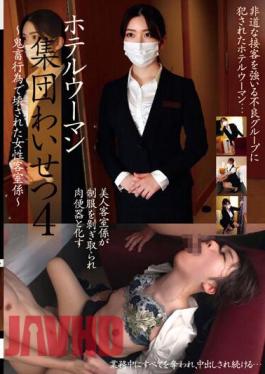 非道な接客を強いる不良グループに
犯されたホテルウーマン…
ホテルウーマン
集団わいせつ4
～鬼畜行為で壊された女性客室係～
美人客室係が
制服を剥ぎ取られ
肉便器と化す
JAVHD
業務中にすべてを奪われ、中出しされ続ける…